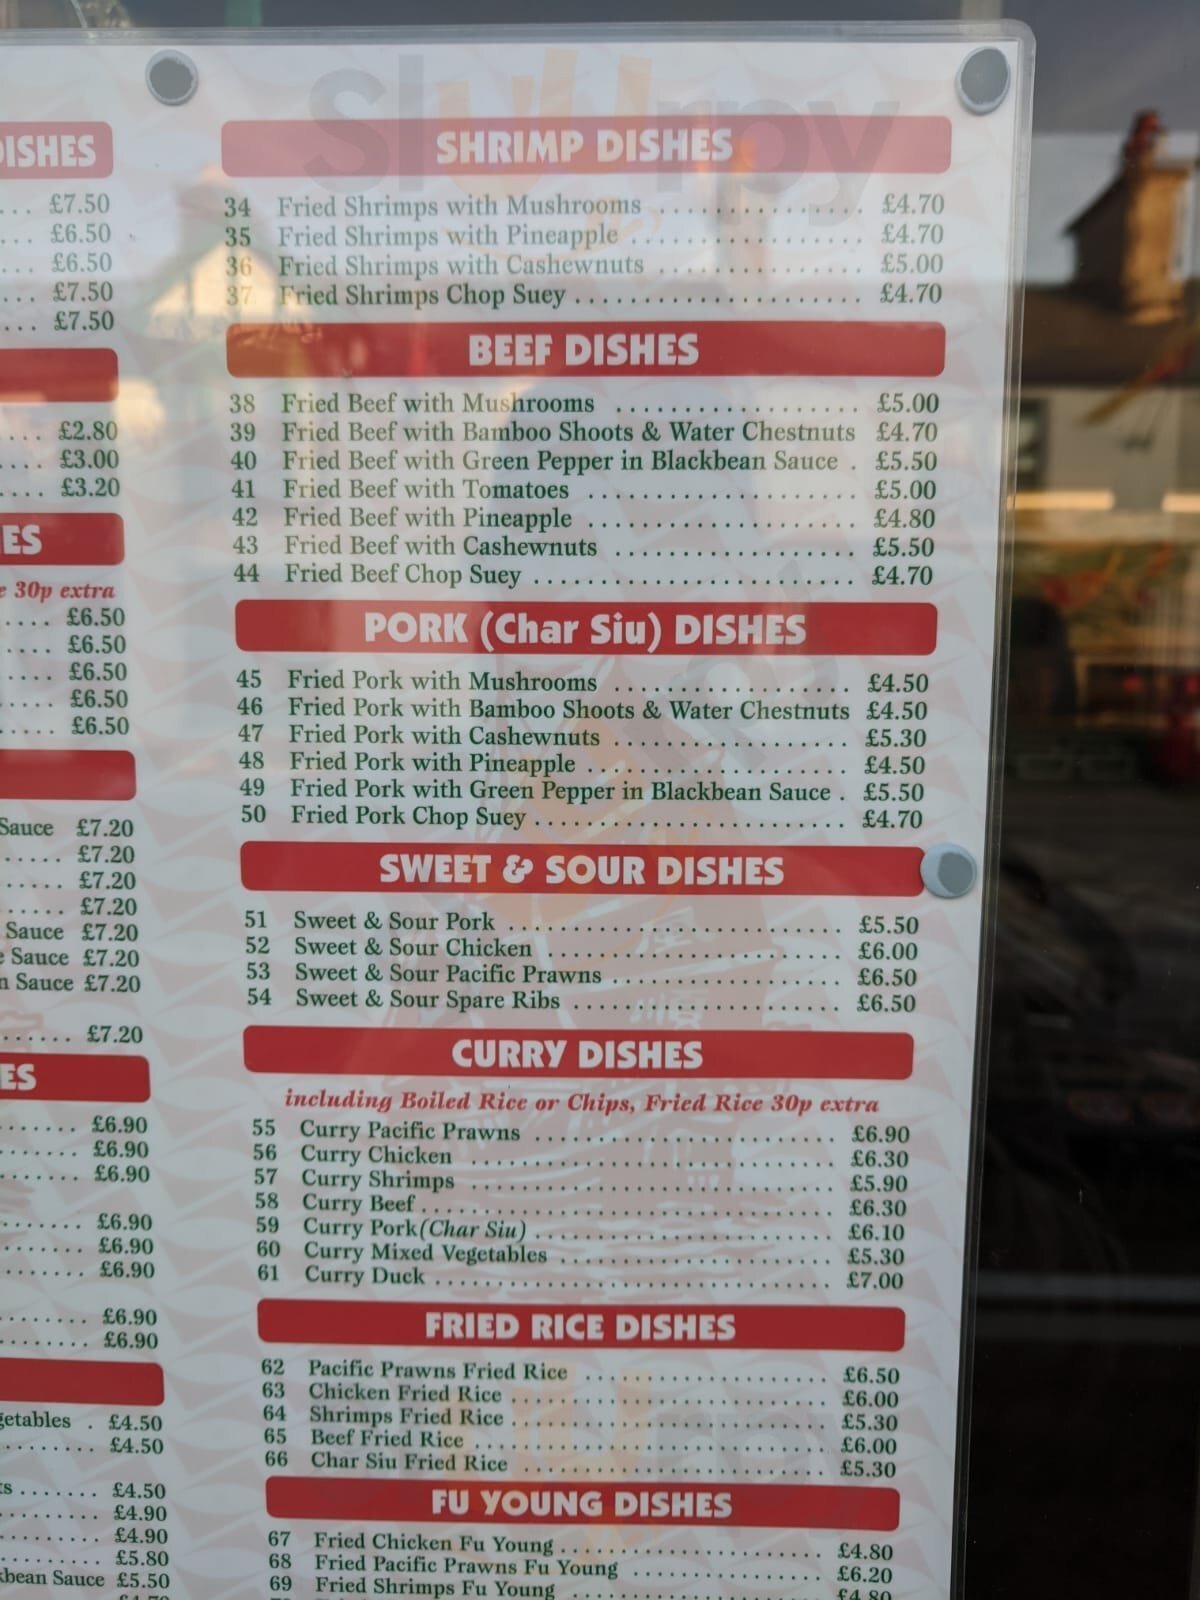 DISHES
... £7.50
... £6.50
... £6.50
... £7.50
... £7.50
... £2.80
... £3.00
... £3.20
ES
30p extra
.... £6.50
.... £6.50
.... £6.50
..... £6.50
..... £6.50
Sauce £7.20
..... £7.20
..... £7.20
..... £7.20
Sauce £7.20
Sauce £7.20
Sauce £7.20
...... £7.20
ES
....... £6.90
....... £6.90
....... £6.90
....... £6.90
....... £6.90
....... £6.90
........ £6.90
........ £6.90
. £4.50
........ £4.50
....... £4.50
......... £4.90
......... £4.90
......... £5.80
Sauce £5.50
Slurrpy
SHRIMP DISHES
34 Fried Shrimps with Mushrooms ................ £4.70
35 Fried Shrimps with Pineapple .................. £4.70
36 Fried Shrimps with Cashewnuts ................ £5.00
37 Fried Shrimps Chop Suey ...................... £4.70
BEEF DISHES
38 Fried Beef with Mushrooms ................... £5.00
39 Fried Beef with Bamboo Shoots & Water Chestnuts £4.70
40 Fried Beef with Green Pepper in Blackbean Sauce . £5.50
41 Fried Beef with Tomatoes ..................... £5.00
42 Fried Beef with Pineapple ..................... £4.80
43 Fried Beef with Cashewnuts ................... £5.50
44 Fried Beef Chop Suey ......................... £4.70
PORK (Char Siu) DISHES
45 Fried Pork with Mushrooms ................... £4.50
46 Fried Pork with Bamboo Shoots & Water Chestnuts £4.50
47 Fried Pork with Cashewnuts ................... £5.30
48 Fried Pork with Pineapple ..................... £4.50
49 Fried Pork with Green Pepper in Blackbean Sauce . £5.50
50 Fried Pork Chop Suey ......................... £4.70
SWEET & SOUR DISHES
51 Sweet & Sour Pork ........................... £5.50
52 Sweet & Sour Chicken ........................ £6.00
53 Sweet & Sour Pacific Prawns .................. £6.50
54 Sweet & Sour Spare Ribs ...................... £6.50
CURRY DISHES
including Boiled Rice or Chips, Fried Rice 30p extra
55 Curry Pacific Prawns ......................... £6.90
56 Curry Chicken .............................. £6.30
57 Curry Shrimps .............................. £5.90
58 Curry Beef .................................. £6.30
59 Curry Pork (Char Siu) ......................... £6.10
60 Curry Mixed Vegetables ....................... £5.30
61 Curry Duck ................................. £7.00
FRIED RICE DISHES
62 Pacific Prawns Fried Rice ..................... £6.50
63 Chicken Fried Rice ........................... £6.00
64 Shrimps Fried Rice ........................... £5.30
65 Beef Fried Rice .............................. £6.00
66 Char Siu Fried Rice .......................... £5.30
FU YOUNG DISHES
67 Fried Chicken Fu Young ....................... £4.80
68 Fried Pacific Prawns Fu Young ................. £6.20
69 Fried Shrimps Fu Young ...................... £4.80